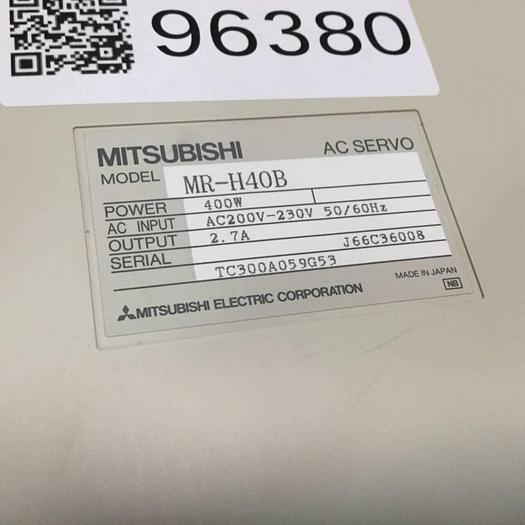 96380
MITSUBISHI AC SERVO
MODEL MR-H40B
POWER 400W
AC INPUT AC200V-230V 50/60Hz
OUTPUT 2.7A J66C36008
SERIAL TC300A059G53
MADE IN JAPAN
MITSUBISHI ELECTRIC CORPORATION NB